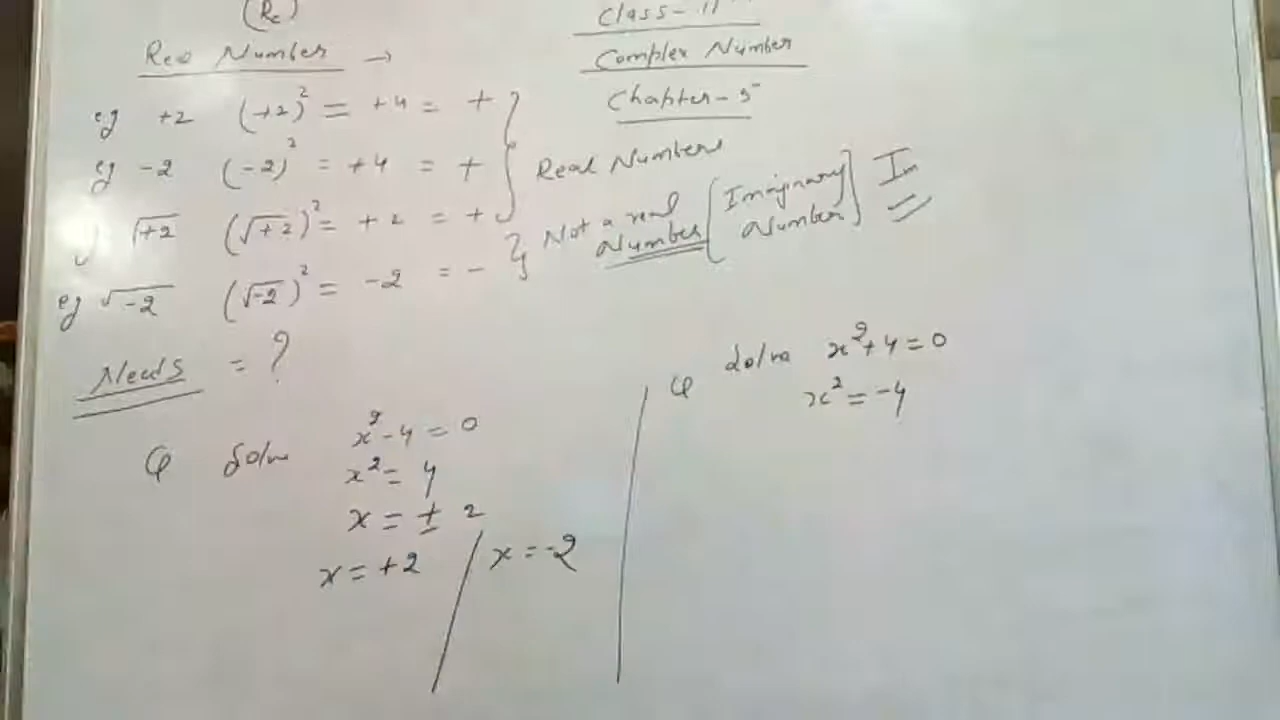 (Re)
Class-11
Real Number →
Complex Number
Chapter-5
eg +2 (+2)² = +4 = +
eg -2 (-2)² = +4 = +
Real Numbers
√+2 (√+2)² = +2 = +
eg √-2 (√-2)² = -2 = -
Not a real Number [Imaginary Number] Im
Needs = ?
Q Solve x²-4=0
x²=4
x=±2
x=+2 / x=-2
Q Solve x²+4=0
x²=-4